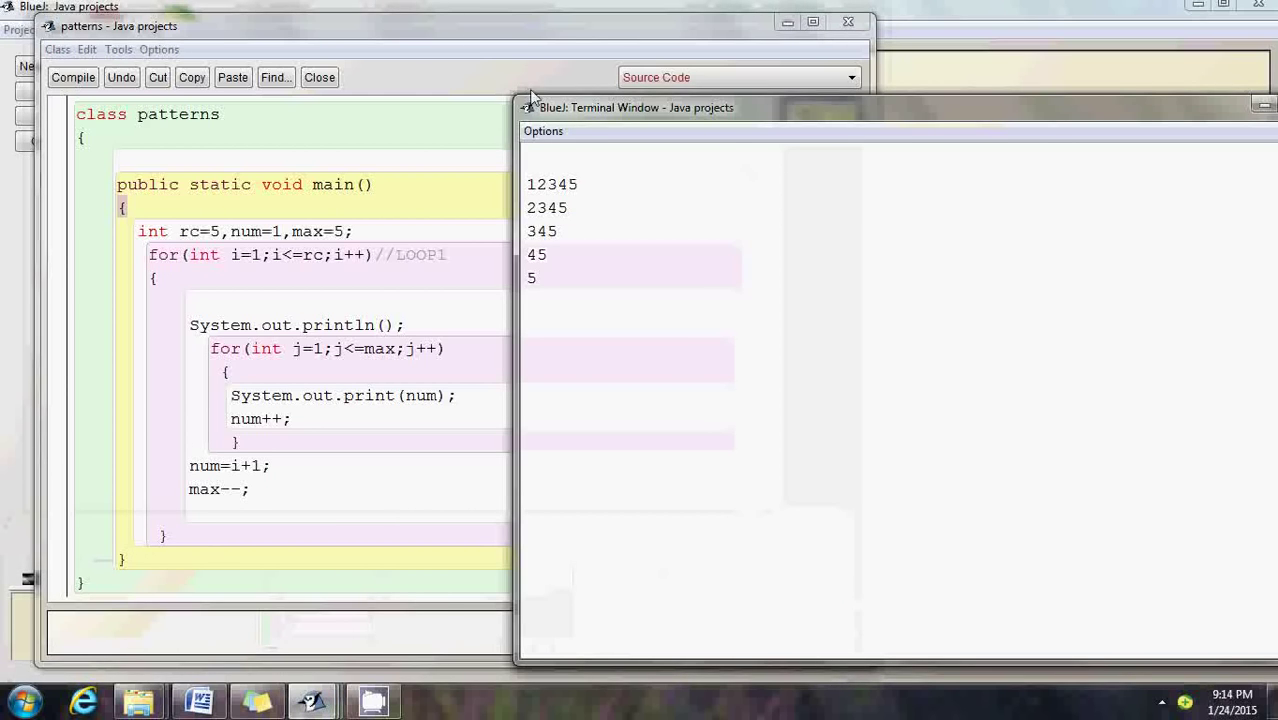 BlueJ: Java projects
patterns - Java projects
Class Edit Tools Options
Compile Undo Cut Copy Paste Find... Close Source Code
class patterns
{
public static void main()
{
int rc=5,num=1,max=5;
for(int i=1;i<=rc;i++)//LOOP1
{
System.out.println();
for(int j=1;j<=max;j++)
{
System.out.print(num);
num++;
}
num=i+1;
max--;
}
}
}
BlueJ: Terminal Window - Java projects
Options
12345
2345
345
45
5
9:14 PM
1/24/2015